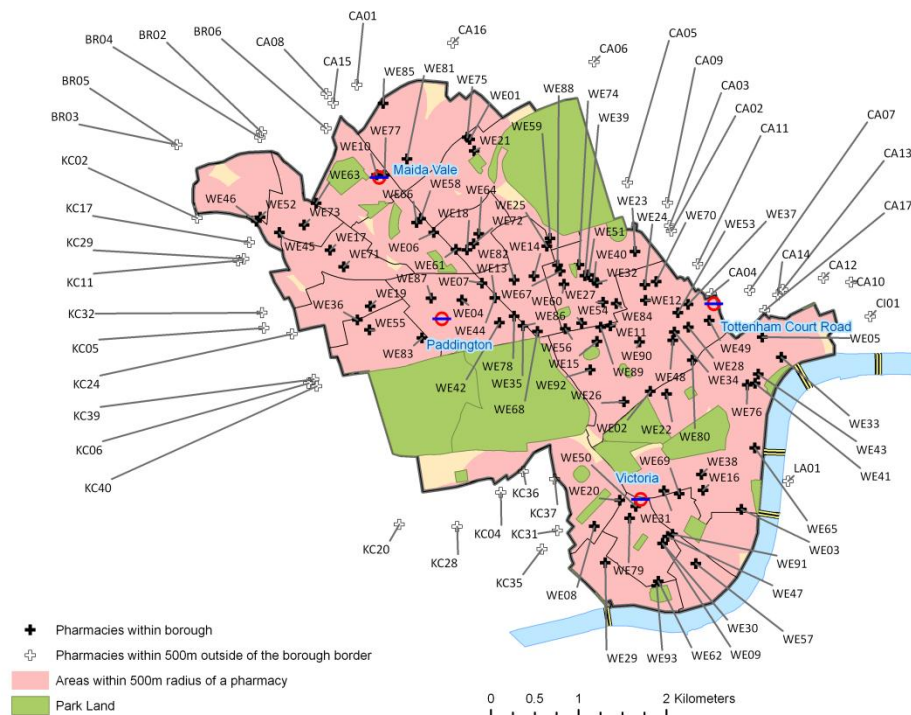 CA01
CA16
BR06
BR02
BR04
CA08
CA15
WE85
WE81
CA06
CA05
WE75
WE01
WE88
WE74
CA09
CA03
CA02
BR05
BR03
WE59
WE39
CA11
CA07
WE77
WE10
WE21
Maida Vale
CA13
KC02
WE63
WE58
WE64
WE66
WE25
WE23
WE24
WE70
WE53
WE37
CA17
WE52
WE46
WE73
WE18
WE72
WE51
KC17
WE45
WE17
WE06
WE82
WE14
WE40
KC29
WE71
WE61
WE13
WE32
CA04
CA14
CA12
CA10
KC11
WE87
WE07
WE67
WE60
WE27
WE12
WE36
WE19
WE04
WE54
WE84
CI01
KC32
WE44
WE86
WE11
Tottenham Court Road
KC05
WE55
Paddington
WE56
WE49
WE05
WE83
WE15
WE90
WE28
KC24
WE78
WE89
WE42
WE35
WE92
WE48
WE34
KC39
WE68
WE26
WE76
WE33
WE02
WE22
WE80
WE43
KC06
WE41
KC40
WE50
WE69
WE38
Victoria
WE16
LA01
KC36
WE20
KC37
WE31
WE65
KC04
KC31
WE03
KC20
KC28
KC35
WE79
WE91
WE08
WE47
WE30
WE57
WE29
WE93
WE62
WE09
Pharmacies within borough
Pharmacies within 500m outside of the borough border
Areas within 500m radius of a pharmacy
Park Land
0 0.5 1 2 Kilometers